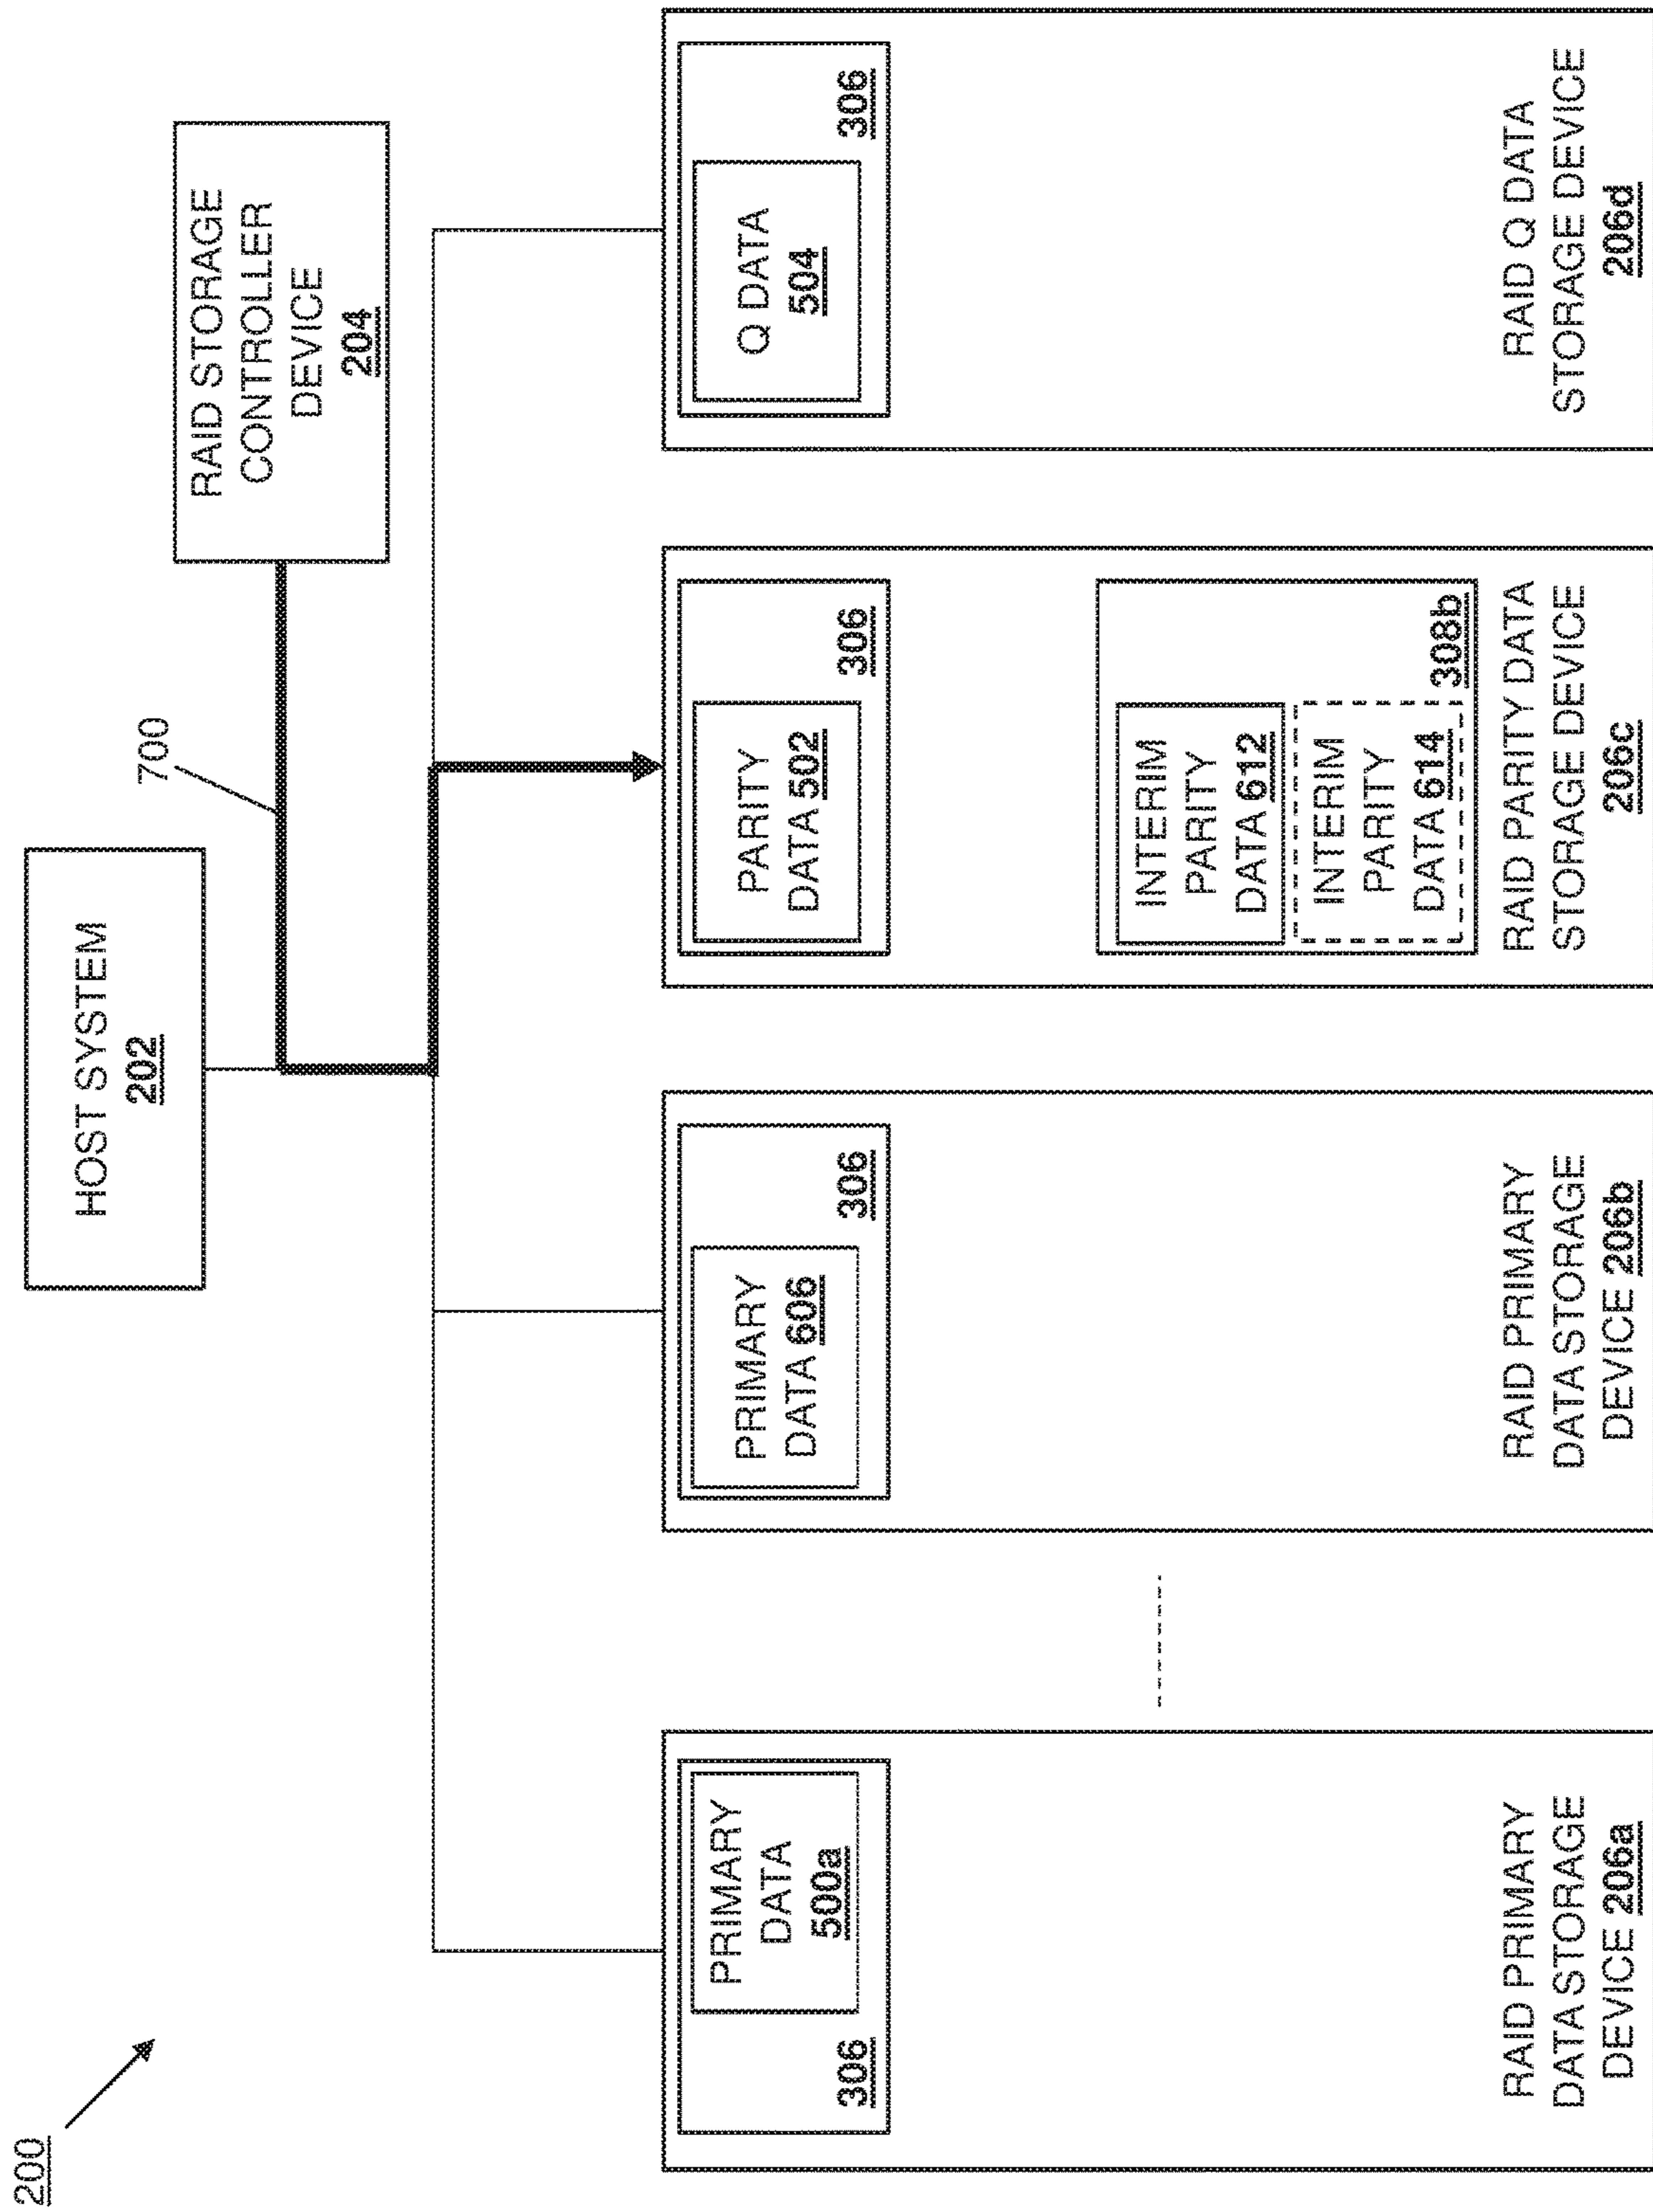 200
HOST SYSTEM
202
700
RAID STORAGE
CONTROLLER
DEVICE
204
PRIMARY
DATA
500a
306
RAID PRIMARY
DATA STORAGE
DEVICE 206a
PRIMARY
DATA 606
306
RAID PRIMARY
DATA STORAGE
DEVICE 206b
PARITY
DATA 502
306
INTERIM
PARITY
DATA 612
INTERIM
PARITY
DATA 614
308b
RAID PARITY DATA
STORAGE DEVICE
206c
Q DATA
504
306
RAID Q DATA
STORAGE DEVICE
206d